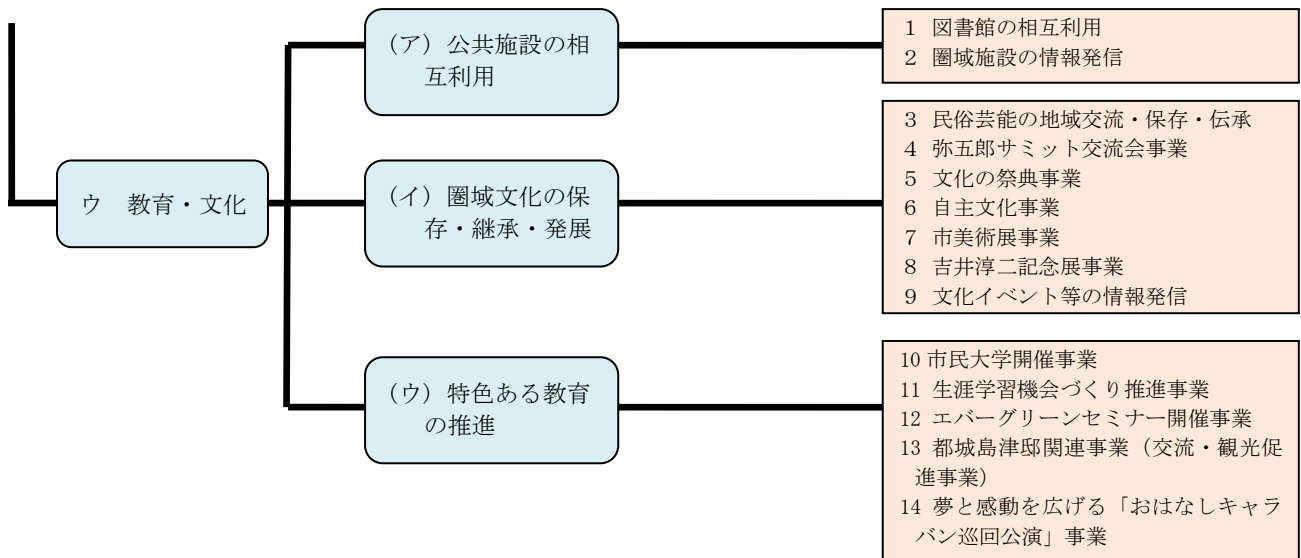 ウ　教育・文化
（ア）公共施設の相
互利用
1 図書館の相互利用
2 圏域施設の情報発信
（イ）圏域文化の保
存・継承・発展
3 民俗芸能の地域交流・保存・伝承
4 弥五郎サミット交流会事業
5 文化の祭典事業
6 自主文化事業
7 市美術展事業
8 吉井淳二記念展事業
9 文化イベント等の情報発信
（ウ）特色ある教育
の推進
10 市民大学開催事業
11 生涯学習機会づくり推進事業
12 エバーグリーンセミナー開催事業
13 都城島津邸関連事業（交流・観光促
進事業）
14 夢と感動を広げる「おはなしキャラ
バン巡回公演」事業